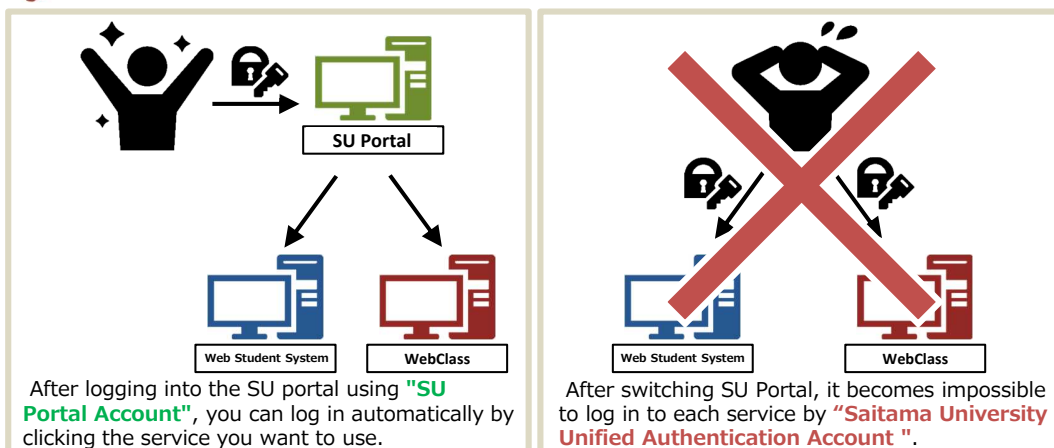 SU Portal
Web Student System
WebClass
After logging into the SU portal using "SU
Portal Account", you can log in automatically by
clicking the service you want to use.
Web Student System
WebClass
After switching SU Portal, it becomes impossible
to log in to each service by “Saitama University
Unified Authentication Account ".